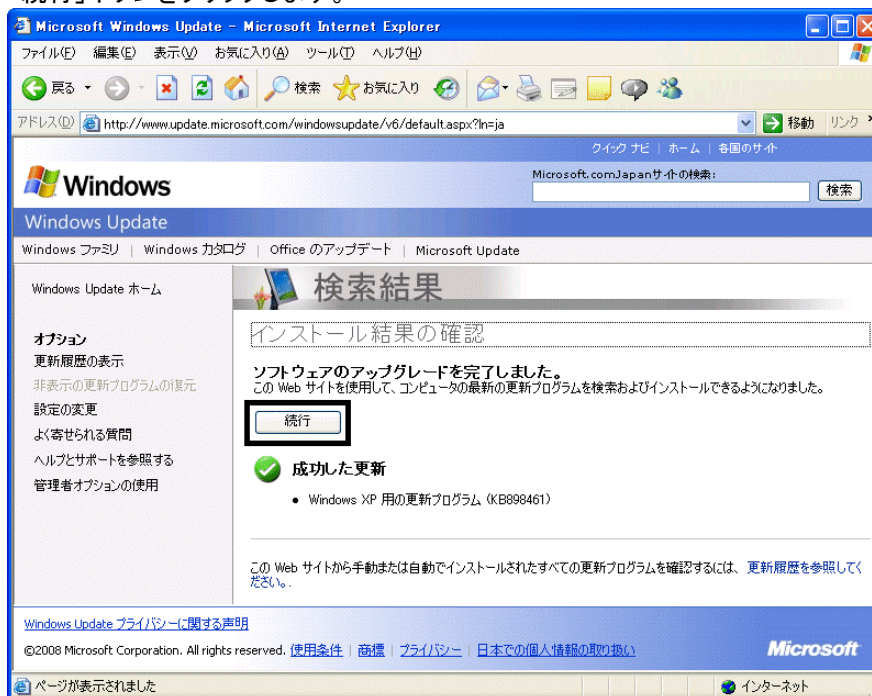 「続行」ボタンをクリックします。
Microsoft Windows Update - Microsoft Internet Explorer
ファイル(F) 編集(E) 表示(V) お気に入り(A) ツール(T) ヘルプ(H)
戻る 検索 お気に入り
アドレス(D) http://www.update.microsoft.com/windowsupdate/v6/default.aspx?ln=ja 移動 リンク »
クイック ナビ | ホーム | 各国のサイト
Windows
Microsoft.comJapanサイトの検索:
検索
Windows Update
Windows ファミリ | Windows カタログ | Office のアップデート | Microsoft Update
Windows Update ホーム
オプション
更新履歴の表示
非表示の更新プログラムの復元
設定の変更
よく寄せられる質問
ヘルプとサポートを参照する
管理者オプションの使用
検索結果
インストール結果の確認
ソフトウェアのアップグレードを完了しました。
この Web サイトを使用して、コンピュータの最新の更新プログラムを検索およびインストールできるようになりました。
続行
成功した更新
• Windows XP 用の更新プログラム (KB898461)
この Web サイトから手動または自動でインストールされたすべての更新プログラムを確認するには、 更新履歴を参照してく
ださい。.
Windows Update プライバシーに関する声明
©2008 Microsoft Corporation. All rights reserved. 使用条件 | 商標 | プライバシー | 日本での個人情報の取り扱い
Microsoft
ページが表示されました
インターネット